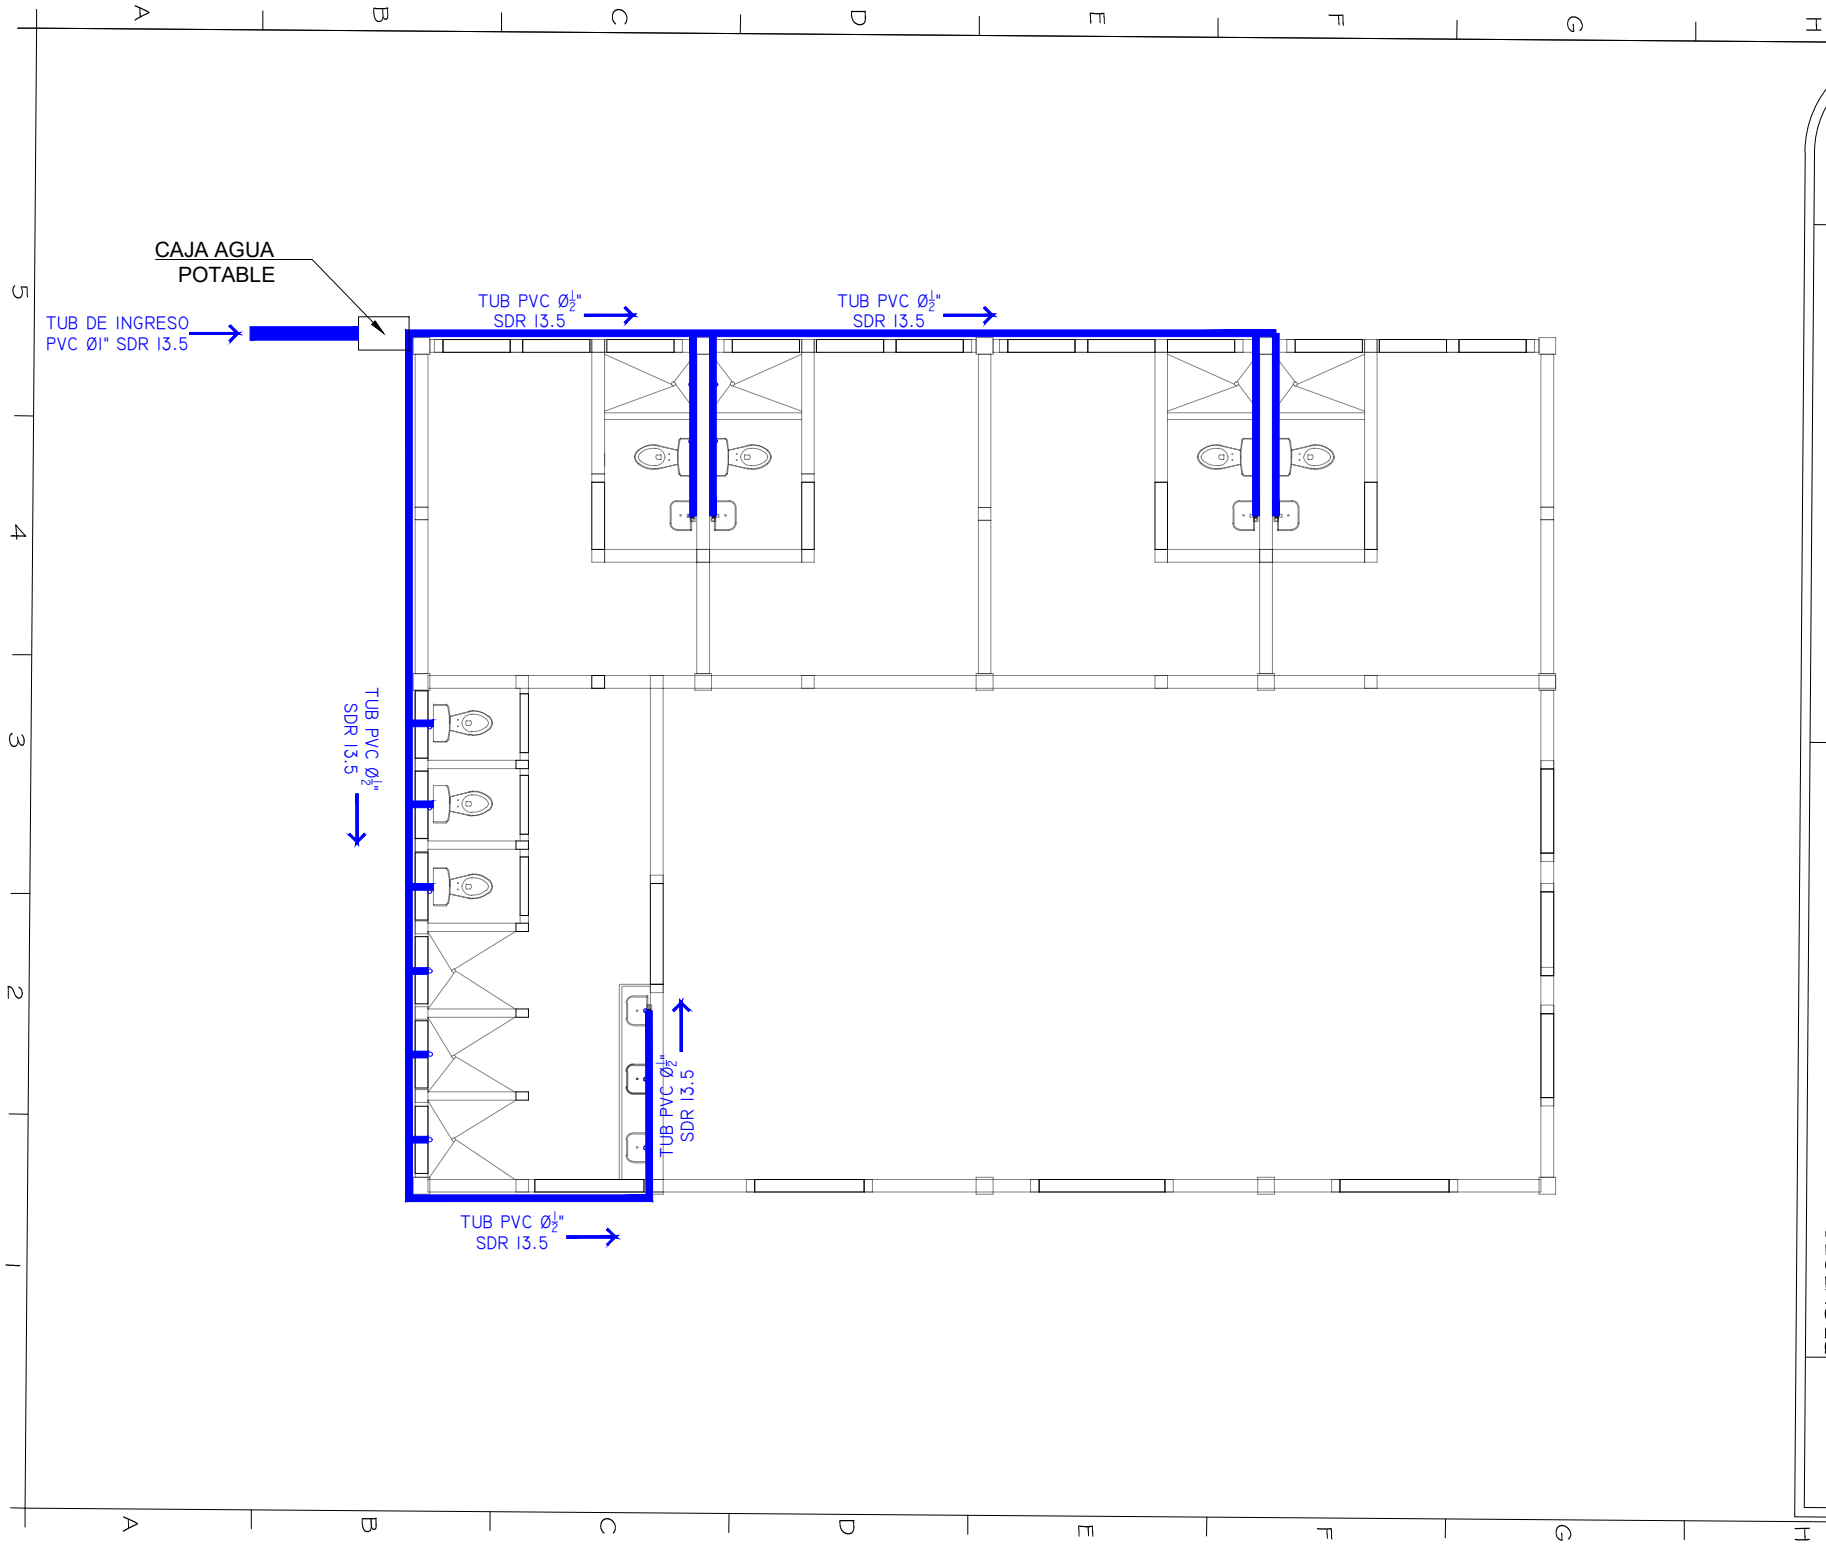 A B C D E F G H
CAJA AGUA
POTABLE
TUB DE INGRESO
PVC Ø1" SDR 13.5
TUB PVC Ø½"
SDR 13.5
TUB PVC Ø½"
SDR 13.5
5
4
3
2
1
TUB PVC Ø½"
SDR 13.5
TUB PVC Ø½"
SDR 13.5
TUB PVC Ø½"
SDR 13.5
A B C D E F G H